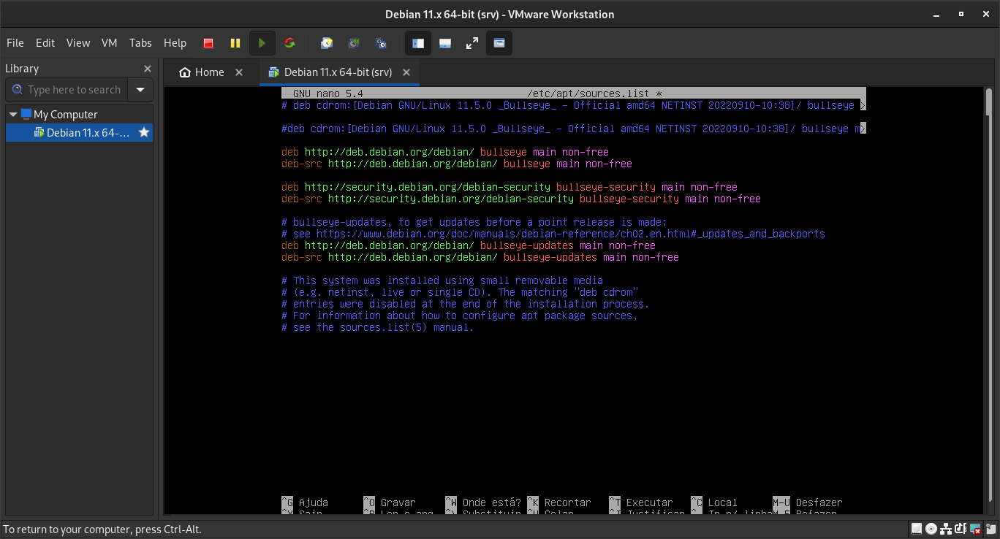 Debian 11.x 64-bit (srv) - VMware Workstation
File Edit View VM Tabs Help
Library
Home
Debian 11.x 64-bit (srv)
Type here to search
My Computer
Debian 11.x 64-...
GNU nano 5.4 /etc/apt/sources.list *
# deb cdrom:[Debian GNU/Linux 11.5.0 _Bullseye_ - Official amd64 NETINST 20220910-10:38]/ bullseye >
#deb cdrom:[Debian GNU/Linux 11.5.0 _Bullseye_ - Official amd64 NETINST 20220910-10:38]/ bullseye m>
deb http://deb.debian.org/debian/ bullseye main non-free
deb-src http://deb.debian.org/debian/ bullseye main non-free
deb http://security.debian.org/debian-security bullseye-security main non-free
deb-src http://security.debian.org/debian-security bullseye-security main non-free
# bullseye-updates, to get updates before a point release is made;
# see https://www.debian.org/doc/manuals/debian-reference/ch02.en.html#_updates_and_backports
deb http://deb.debian.org/debian/ bullseye-updates main non-free
deb-src http://deb.debian.org/debian/ bullseye-updates main non-free
# This system was installed using small removable media
# (e.g. netinst, live or single CD). The matching "deb cdrom"
# entries were disabled at the end of the installation process.
# For information about how to configure apt package sources,
# see the sources.list(5) manual.
^G Ajuda ^O Gravar ^W Onde está? ^K Recortar ^T Executar ^C Local M-U Desfazer
To return to your computer, press Ctrl-Alt.